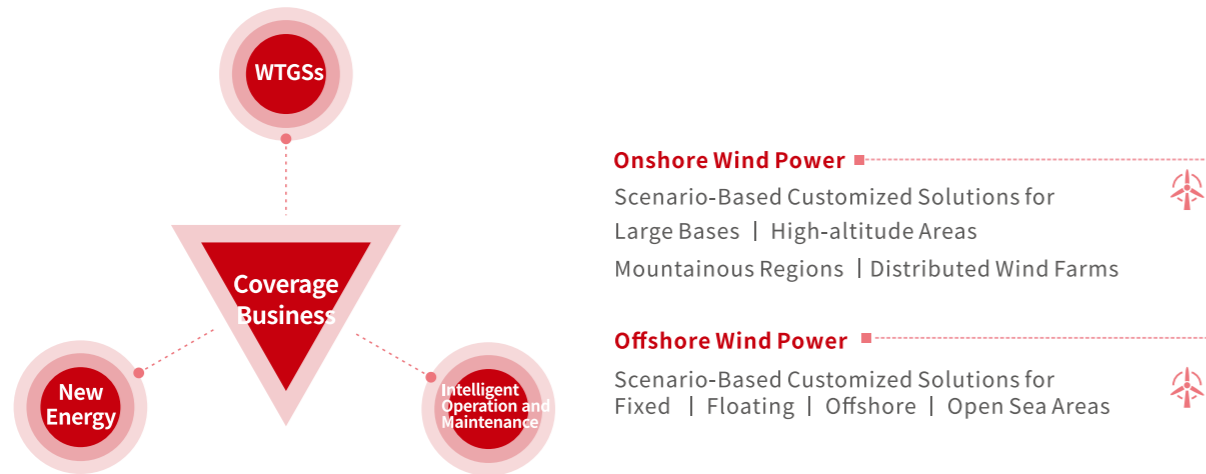 WTGSs
Coverage
Business
New
Energy
Intelligent
Operation and
Maintenance
Onshore Wind Power
Scenario-Based Customized Solutions for
Large Bases | High-altitude Areas
Mountainous Regions | Distributed Wind Farms
Offshore Wind Power
Scenario-Based Customized Solutions for
Fixed | Floating | Offshore | Open Sea Areas